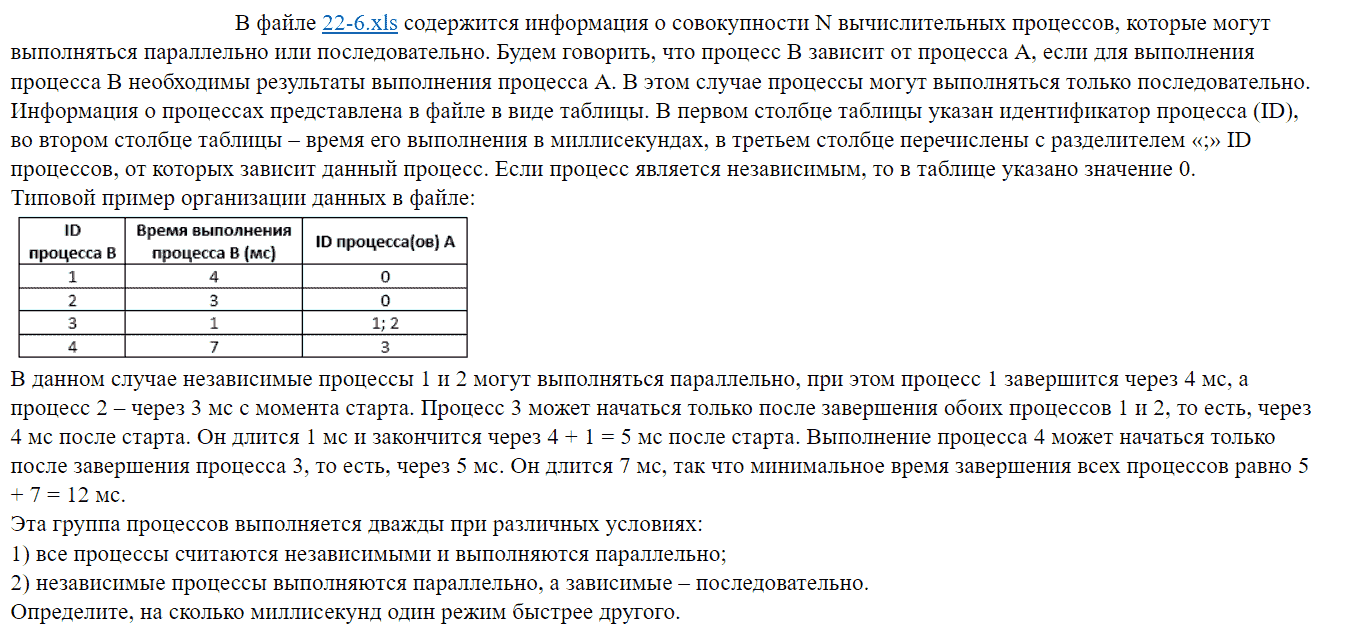 В файле 22-6.xls содержится информация о совокупности N вычислительных процессов, которые могут
выполняться параллельно или последовательно. Будем говорить, что процесс B зависит от процесса A, если для выполнения
процесса B необходимы результаты выполнения процесса A. В этом случае процессы могут выполняться только последовательно.
Информация о процессах представлена в файле в виде таблицы. В первом столбце таблицы указан идентификатор процесса (ID),
во втором столбце таблицы – время его выполнения в миллисекундах, в третьем столбце перечислены с разделителем «;» ID
процессов, от которых зависит данный процесс. Если процесс является независимым, то в таблице указано значение 0.
Типовой пример организации данных в файле:
ID процесса B | Время выполнения процесса B (мс) | ID процесса(ов) A
1 | 4 | 0
2 | 3 | 0
3 | 1 | 1; 2
4 | 7 | 3
В данном случае независимые процессы 1 и 2 могут выполняться параллельно, при этом процесс 1 завершится через 4 мс, а
процесс 2 – через 3 мс с момента старта. Процесс 3 может начаться только после завершения обоих процессов 1 и 2, то есть, через
4 мс после старта. Он длится 1 мс и закончится через 4 + 1 = 5 мс после старта. Выполнение процесса 4 может начаться только
после завершения процесса 3, то есть, через 5 мс. Он длится 7 мс, так что минимальное время завершения всех процессов равно 5
+ 7 = 12 мс.
Эта группа процессов выполняется дважды при различных условиях:
1) все процессы считаются независимыми и выполняются параллельно;
2) независимые процессы выполняются параллельно, а зависимые – последовательно.
Определите, на сколько миллисекунд один режим быстрее другого.